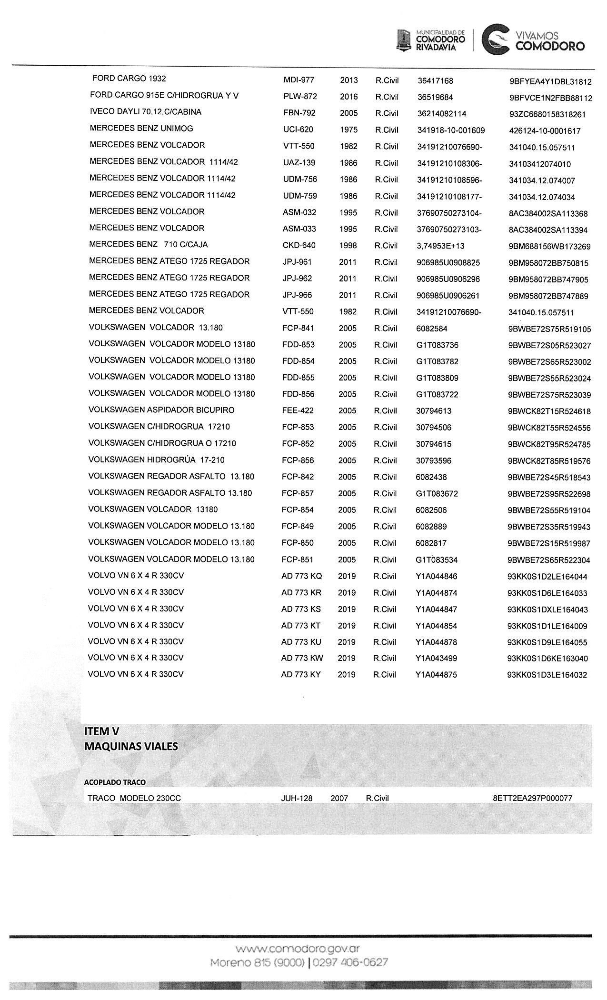 MUNICIPALIDAD DE
COMODORO
RIVADAVIA
VIVAMOS
COMODORO
FORD CARGO 1932 MDI-977 2013 R.Civil 36417168 9BFYEA4Y1DBL31812
FORD CARGO 915E C/HIDROGRUA Y V PLW-872 2016 R.Civil 36519684 9BFVCE1N2FBB88112
IVECO DAYLI 70,12,C/CABINA FBN-792 2005 R.Civil 36214082114 93ZC6680158318261
MERCEDES BENZ UNIMOG UCI-620 1975 R.Civil 341918-10-001609 426124-10-0001617
MERCEDES BENZ VOLCADOR VTT-550 1982 R.Civil 34191210076690- 341040.15.057511
MERCEDES BENZ VOLCADOR 1114/42 UAZ-139 1986 R.Civil 34191210108306- 34103412074010
MERCEDES BENZ VOLCADOR 1114/42 UDM-756 1986 R.Civil 34191210108596- 341034.12.074007
MERCEDES BENZ VOLCADOR 1114/42 UDM-759 1986 R.Civil 34191210108177- 341034.12.074034
MERCEDES BENZ VOLCADOR ASM-032 1995 R.Civil 37690750273104- 8AC384002SA113368
MERCEDES BENZ VOLCADOR ASM-033 1995 R.Civil 37690750273103- 8AC384002SA113394
MERCEDES BENZ 710 C/CAJA CKD-640 1998 R.Civil 3,74953E+13 9BM688156WB173269
MERCEDES BENZ ATEGO 1725 REGADOR JPJ-961 2011 R.Civil 906985U0908825 9BM958072BB750815
MERCEDES BENZ ATEGO 1725 REGADOR JPJ-962 2011 R.Civil 906985U0906296 9BM958072BB747905
MERCEDES BENZ ATEGO 1725 REGADOR JPJ-966 2011 R.Civil 906985U0906261 9BM958072BB747889
MERCEDES BENZ VOLCADOR VTT-550 1982 R.Civil 34191210076690- 341040.15.057511
VOLKSWAGEN VOLCADOR 13.180 FCP-841 2005 R.Civil 6082584 9BWBE72S75R519105
VOLKSWAGEN VOLCADOR MODELO 13180 FDD-853 2005 R.Civil G1T083736 9BWBE72S05R523027
VOLKSWAGEN VOLCADOR MODELO 13180 FDD-854 2005 R.Civil G1T083782 9BWBE72S65R523002
VOLKSWAGEN VOLCADOR MODELO 13180 FDD-855 2005 R.Civil G1T083809 9BWBE72S55R523024
VOLKSWAGEN VOLCADOR MODELO 13180 FDD-856 2005 R.Civil G1T083722 9BWBE72S75R523039
VOLKSWAGEN ASPIDADOR BICUPIRO FEE-422 2005 R.Civil 30794613 9BWCK82T15R524618
VOLKSWAGEN C/HIDROGRUA 17210 FCP-853 2005 R.Civil 30794506 9BWCK82T55R524556
VOLKSWAGEN C/HIDROGRUA O 17210 FCP-852 2005 R.Civil 30794615 9BWCK82T95R524785
VOLKSWAGEN HIDROGRÚA 17-210 FCP-856 2005 R.Civil 30793596 9BWCK82T85R519576
VOLKSWAGEN REGADOR ASFALTO 13.180 FCP-842 2005 R.Civil 6082438 9BWBE72S45R518543
VOLKSWAGEN REGADOR ASFALTO 13.180 FCP-857 2005 R.Civil G1T083672 9BWBE72S95R522698
VOLKSWAGEN VOLCADOR 13180 FCP-854 2005 R.Civil 6082506 9BWBE72S55R519104
VOLKSWAGEN VOLCADOR MODELO 13.180 FCP-849 2005 R.Civil 6082889 9BWBE72S35R519943
VOLKSWAGEN VOLCADOR MODELO 13.180 FCP-850 2005 R.Civil 6082817 9BWBE72S15R519987
VOLKSWAGEN VOLCADOR MODELO 13.180 FCP-851 2005 R.Civil G1T083534 9BWBE72S65R522304
VOLVO VN 6 X 4 R 330CV AD 773 KQ 2019 R.Civil Y1A044846 93KK0S1D2LE164044
VOLVO VN 6 X 4 R 330CV AD 773 KR 2019 R.Civil Y1A044874 93KK0S1D6LE164033
VOLVO VN 6 X 4 R 330CV AD 773 KS 2019 R.Civil Y1A044847 93KK0S1DXLE164043
VOLVO VN 6 X 4 R 330CV AD 773 KT 2019 R.Civil Y1A044854 93KK0S1D1LE164009
VOLVO VN 6 X 4 R 330CV AD 773 KU 2019 R.Civil Y1A044878 93KK0S1D9LE164055
VOLVO VN 6 X 4 R 330CV AD 773 KW 2019 R.Civil Y1A043499 93KK0S1D6KE163040
VOLVO VN 6 X 4 R 330CV AD 773 KY 2019 R.Civil Y1A044875 93KK0S1D3LE164032
ITEM V
MAQUINAS VIALES
ACOPLADO TRACO
TRACO MODELO 230CC JUH-128 2007 R.Civil 8ETT2EA297P000077
www.comodoro.gov.ar
Moreno 815 (9000) | 0297 406-0627